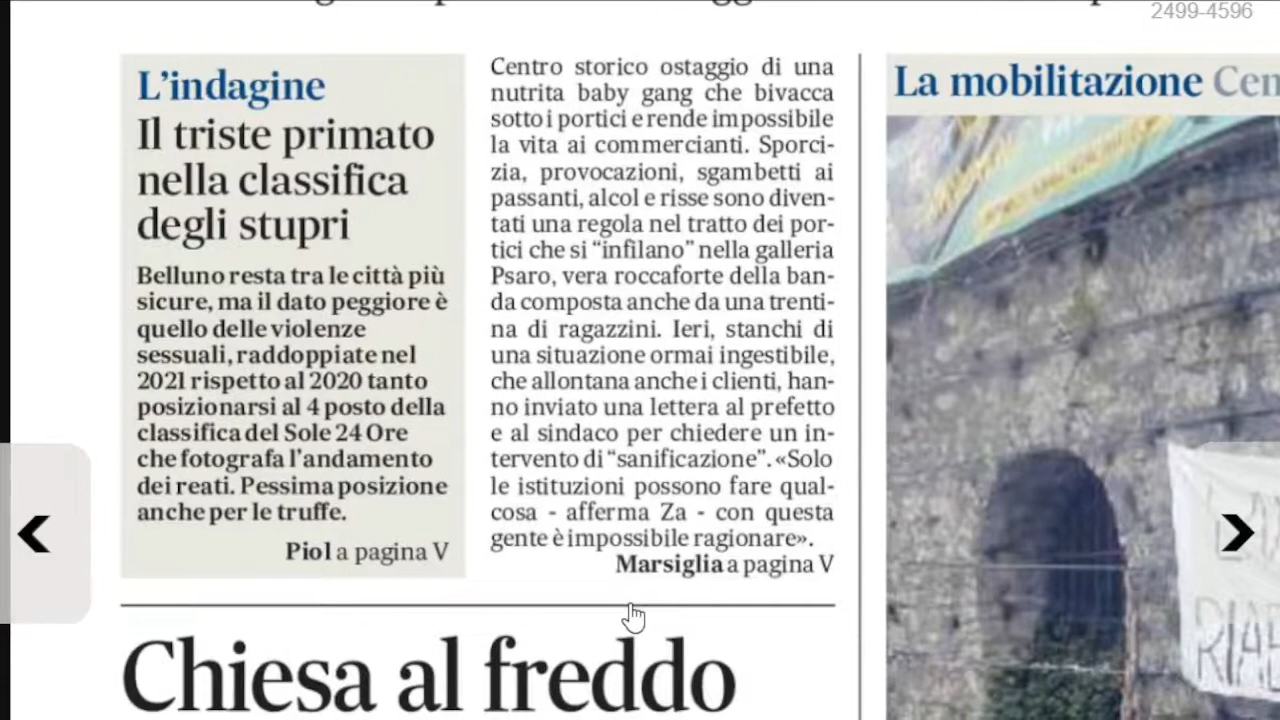 2499-4596
L'indagine
Il triste primato
nella classifica
degli stupri
Belluno resta tra le città più
sicure, ma il dato peggiore è
quello delle violenze
sessuali, raddoppiate nel
2021 rispetto al 2020 tanto
posizionarsi al 4 posto della
classifica del Sole 24 Ore
che fotografa l'andamento
dei reati. Pessima posizione
anche per le truffe.
Piol a pagina V
Centro storico ostaggio di una
nutrita baby gang che bivacca
sotto i portici e rende impossibile
la vita ai commercianti. Sporci-
zia, provocazioni, sgambetti ai
passanti, alcol e risse sono diven-
tati una regola nel tratto dei por-
tici che si “infilano” nella galleria
Psaro, vera roccaforte della ban-
da composta anche da una trenti-
na di ragazzini. Ieri, stanchi di
una situazione ormai ingestibile,
che allontana anche i clienti, han-
no inviato una lettera al prefetto
e al sindaco per chiedere un in-
tervento di “sanificazione”. «Solo
le istituzioni possono fare qual-
cosa - afferma Za - con questa
gente è impossibile ragionare».
Marsiglia a pagina V
La mobilitazione Cen
Chiesa al freddo